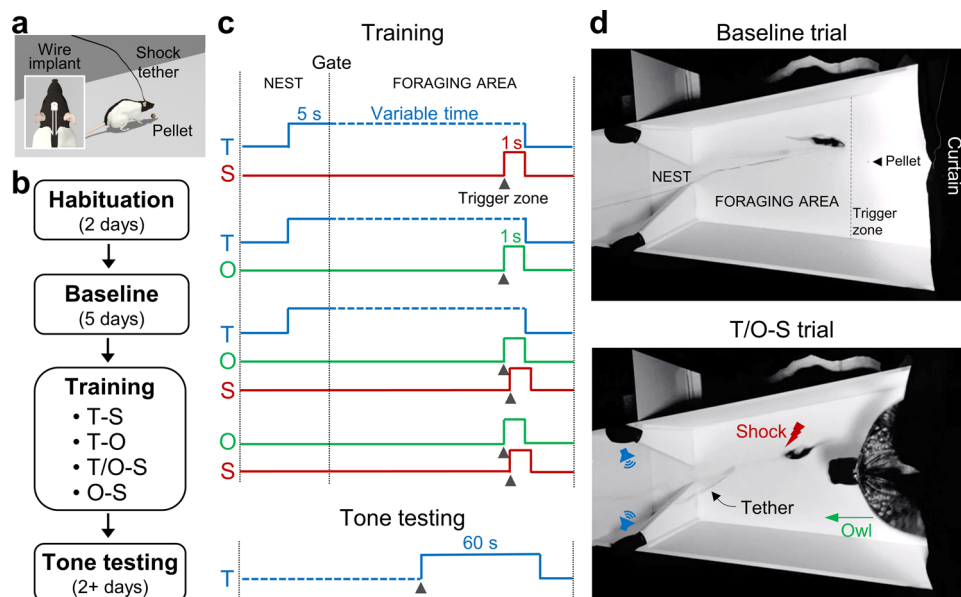 a
Wire
implant
Shock
tether
Pellet
b
Habituation
(2 days)
Baseline
(5 days)
Training
• T-S
• T-O
• T/O-S
• O-S
Tone testing
(2+ days)
c
Training
NEST
Gate
FORAGING AREA
5 s
Variable time
T
1 s
S
Trigger zone
T
1 s
O
T
O
S
O
S
Tone testing
60 s
T
d
Baseline trial
NEST
FORAGING AREA
Pellet
Trigger
zone
Curtain
T/O-S trial
Shock
Tether
Owl